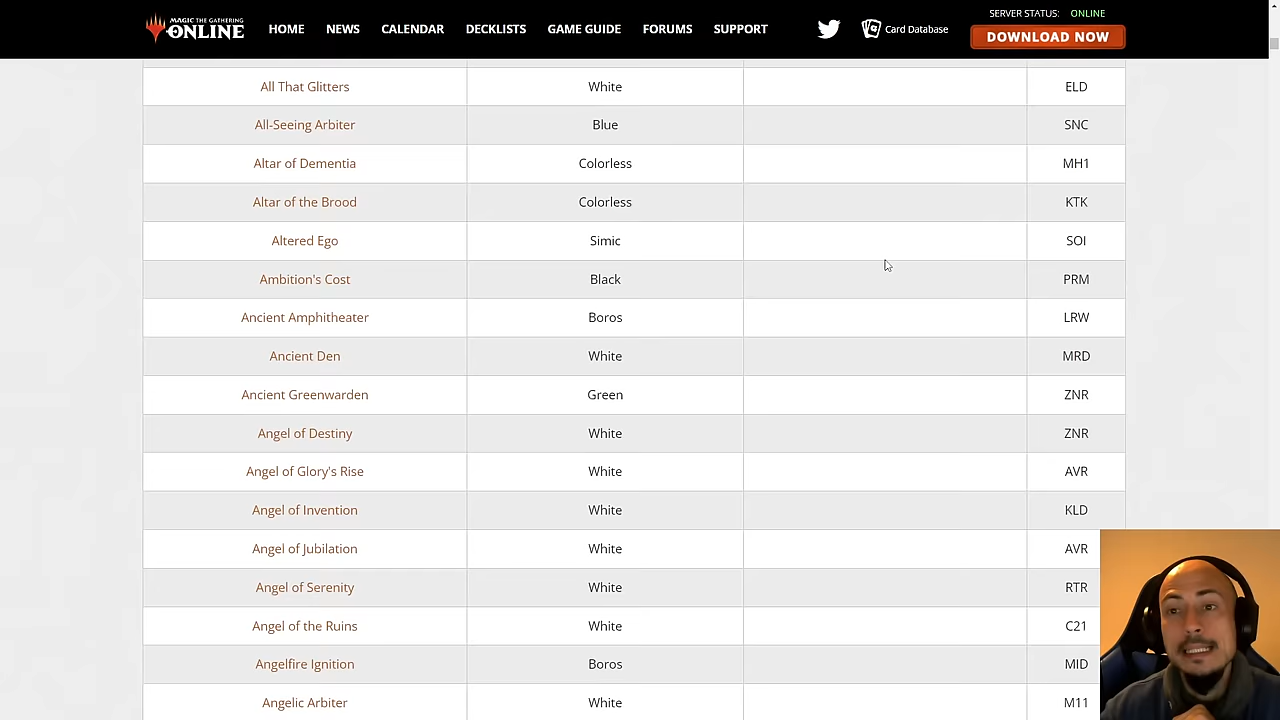 MAGIC THE GATHERING
ONLINE
HOME NEWS CALENDAR DECKLISTS GAME GUIDE FORUMS SUPPORT
Card Database
SERVER STATUS: ONLINE
DOWNLOAD NOW
All That Glitters White ELD
All-Seeing Arbiter Blue SNC
Altar of Dementia Colorless MH1
Altar of the Brood Colorless KTK
Altered Ego Simic SOI
Ambition's Cost Black PRM
Ancient Amphitheater Boros LRW
Ancient Den White MRD
Ancient Greenwarden Green ZNR
Angel of Destiny White ZNR
Angel of Glory's Rise White AVR
Angel of Invention White KLD
Angel of Jubilation White AVR
Angel of Serenity White RTR
Angel of the Ruins White C21
Angelfire Ignition Boros MID
Angelic Arbiter White M11